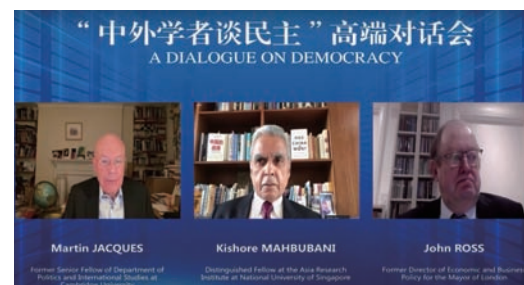 “中外学者谈民主”高端对话会
A DIALOGUE ON DEMOCRACY
Martin JACQUES
Kishore MAHBUBANI
John ROSS
Former Senior Fellow of Department of
Politics and International Studies at
Cambridge University
Distinguished Fellow at the Asia Research
Institute at National University of Singapore
Former Director of Economic and Business
Policy for the Mayor of London